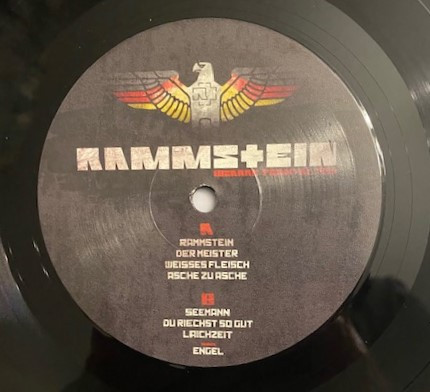 RAMMSTEIN
A
RAMMSTEIN
DER MEISTER
WEISSES FLEISCH
ASCHE ZU ASCHE
B
SEEMANN
DU RIECHST SO GUT
LAICHZEIT
ENGEL